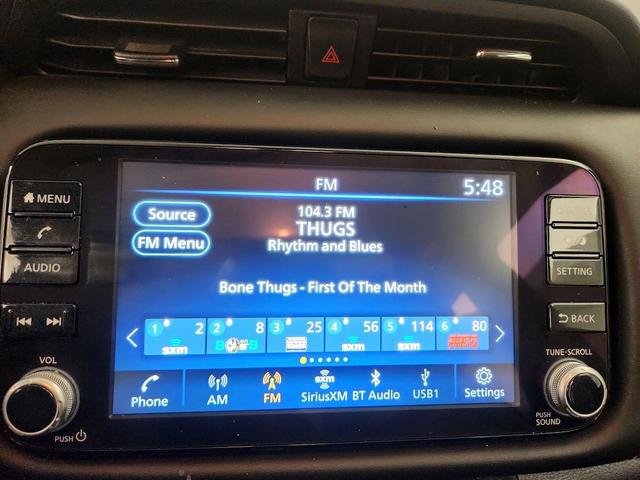 FM
5:48
MENU
Source
104.3 FM
THUGS
Rhythm and Blues
FM Menu
AUDIO
SETTING
Bone Thugs - First Of The Month
1 2
sxm
2 8
3 25
4 56
sxm
5 114
sxm
6 80
BACK
VOL
TUNE-SCROLL
Phone
AM
FM
sxm
SiriusXM
BT Audio
USB1
Settings
PUSH
PUSH
SOUND